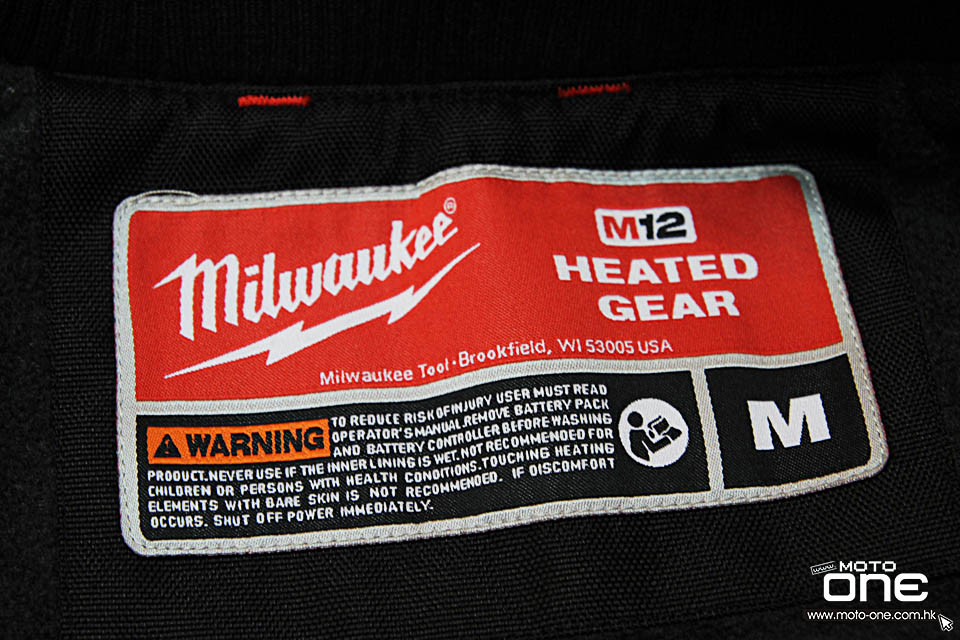 Milwaukee®
M12
HEATED
GEAR
Milwaukee Tool·Brookfield, WI 53005 USA
WARNING
TO REDUCE RISK OF INJURY USER MUST READ
OPERATOR'S MANUAL.REMOVE BATTERY PACK
AND BATTERY CONTROLLER BEFORE WASHING
PRODUCT.NEVER USE IF THE INNER LINING IS WET.NOT RECOMMENDED FOR
CHILDREN OR PERSONS WITH HEALTH CONDITIONS.TOUCHING HEATING
ELEMENTS WITH BARE SKIN IS NOT RECOMMENDED. IF DISCOMFORT
OCCURS. SHUT OFF POWER IMMEDIATELY.
M
www.
MOTO
ONE
www.moto-one.com.hk